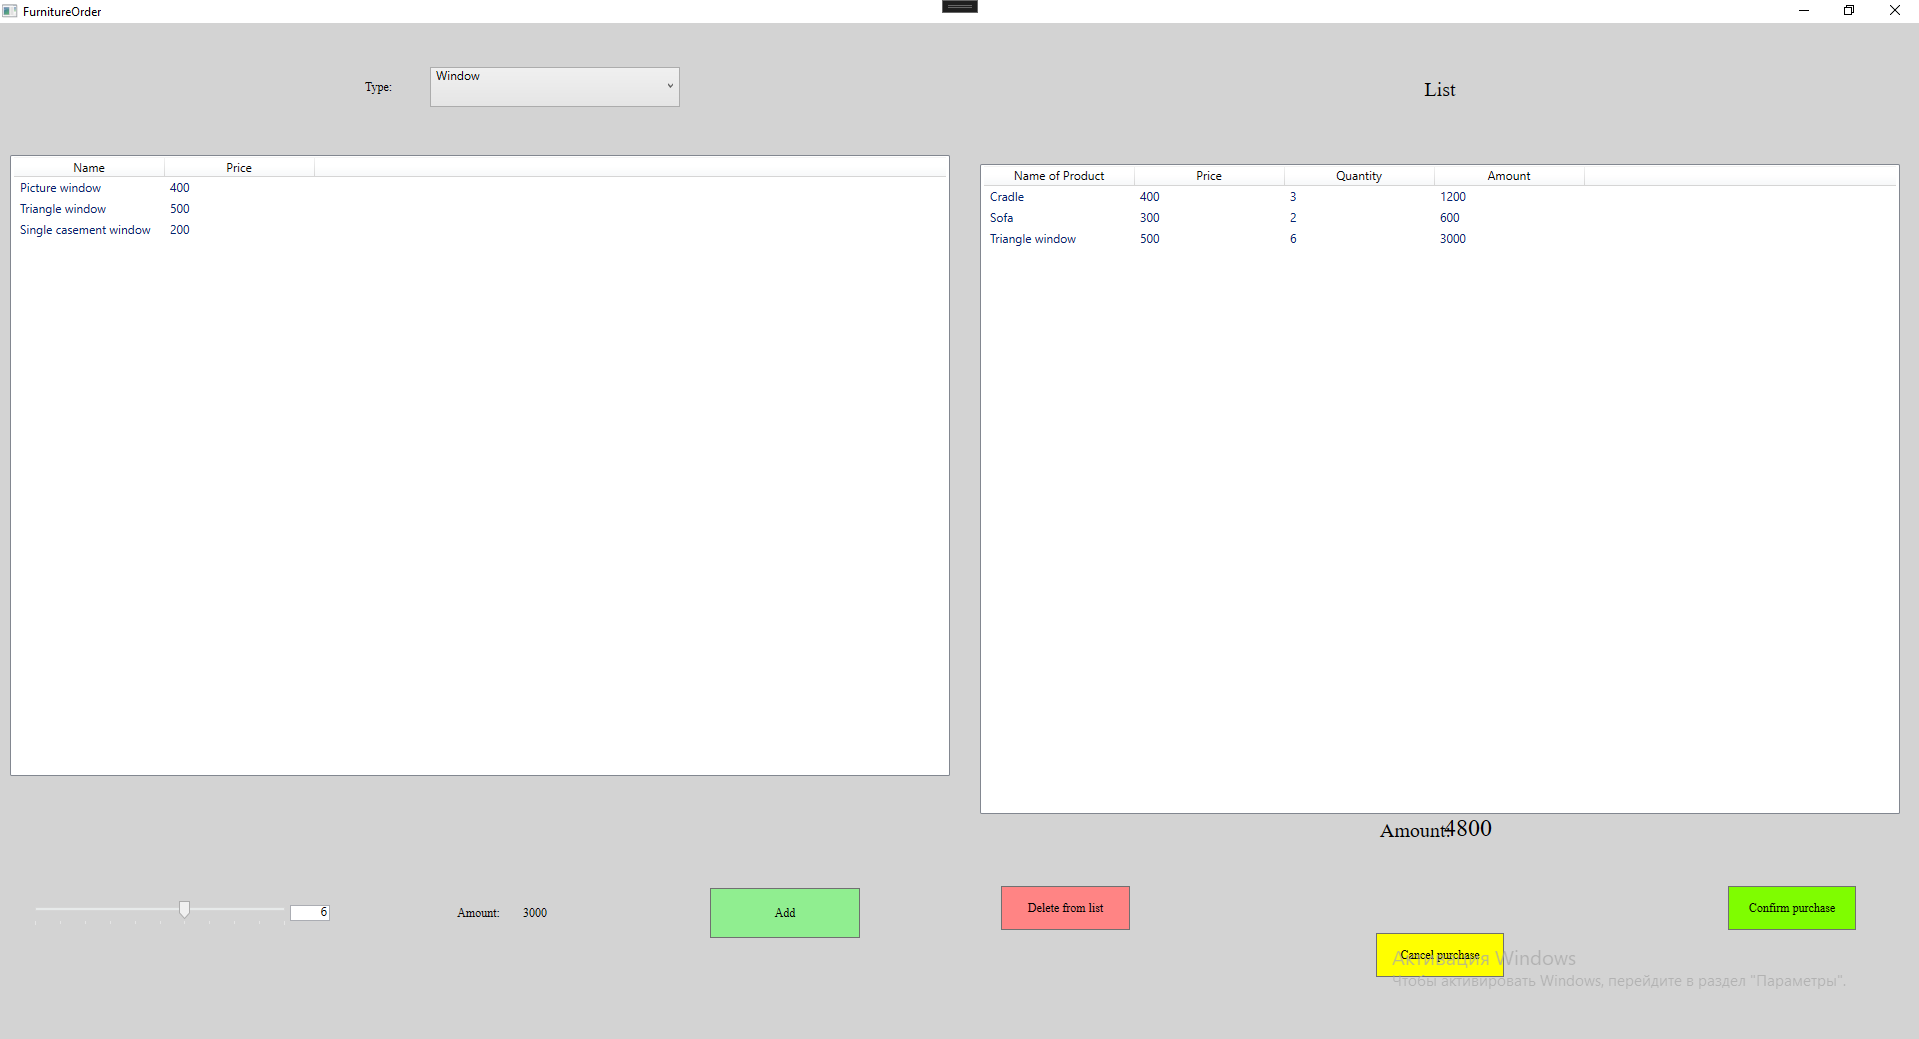 FurnitureOrder
Type:
Window
List
Name Price
Picture window 400
Triangle window 500
Single casement window 200
Name of Product Price Quantity Amount
Cradle 400 3 1200
Sofa 300 2 600
Triangle window 500 6 3000
Amount:4800
6
Amount: 3000
Add
Delete from list
Confirm purchase
Cancel purchase
Активация Windows
Чтобы активировать Windows, перейдите в раздел "Параметры".